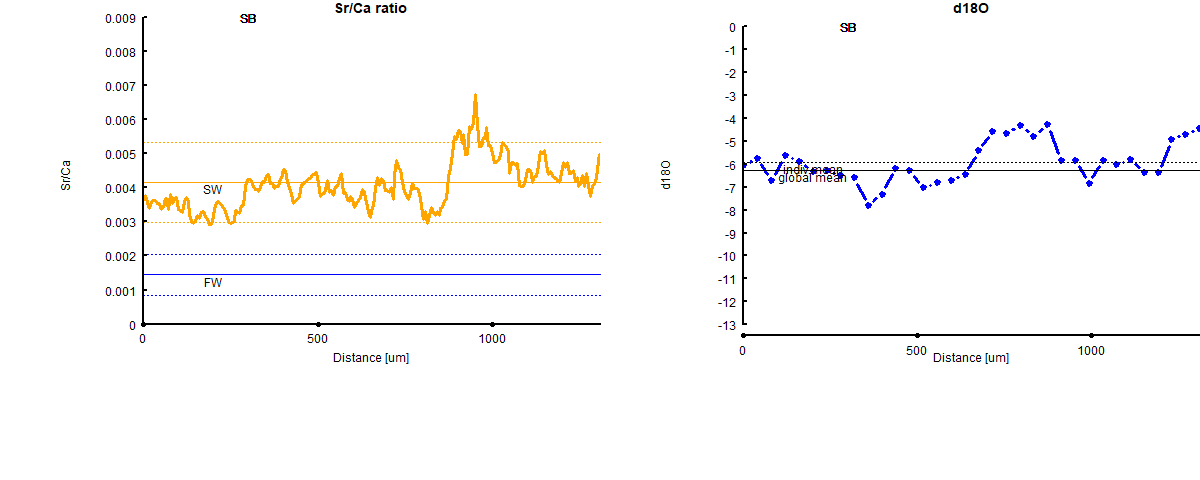 Sr/Ca ratio
SB
0.009
0.008
0.007
0.006
0.005
0.004
0.003
0.002
0.001
0
Sr/Ca
SW
FW
0
500
1000
Distance [um]
d18O
SB
0
-1
-2
-3
-4
-5
-6
-7
-8
-9
-10
-11
-12
-13
d18O
indiv mean
global mean
0
500
1000
Distance [um]